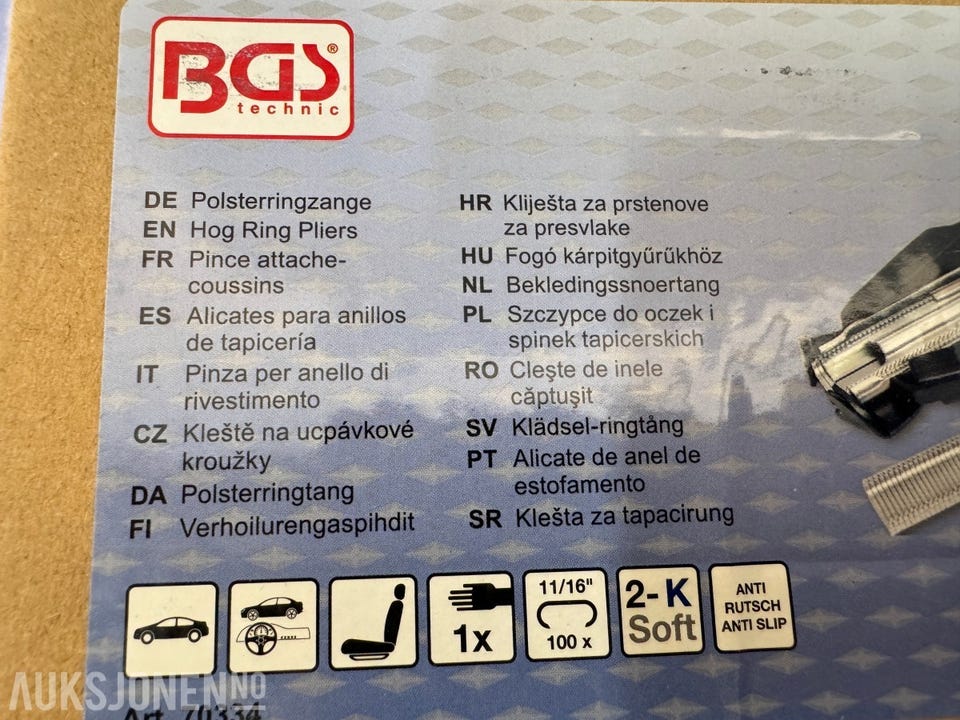 BGS®
technic
DE Polsterringzange
EN Hog Ring Pliers
FR Pince attache-
coussins
ES Alicates para anillos
de tapicería
IT Pinza per anello di
rivestimento
CZ Kleště na ucpávkové
kroužky
DA Polsterringtang
FI Verhoilurengaspihdit
HR Kliješta za prstenove
za presvlake
HU Fogó kárpitgyűrűkhöz
NL Bekledingssnoertang
PL Szczypce do oczek i
spinek tapicerskich
RO Cleşte de inele
căptuşit
SV Klädsel-ringtång
PT Alicate de anel de
estofamento
SR Klešta za tapacirung
1x
11/16"
100 x
2-K
Soft
ANTI
RUTSCH
ANTI SLIP
Art. 70334
AUKSJONEN.NO